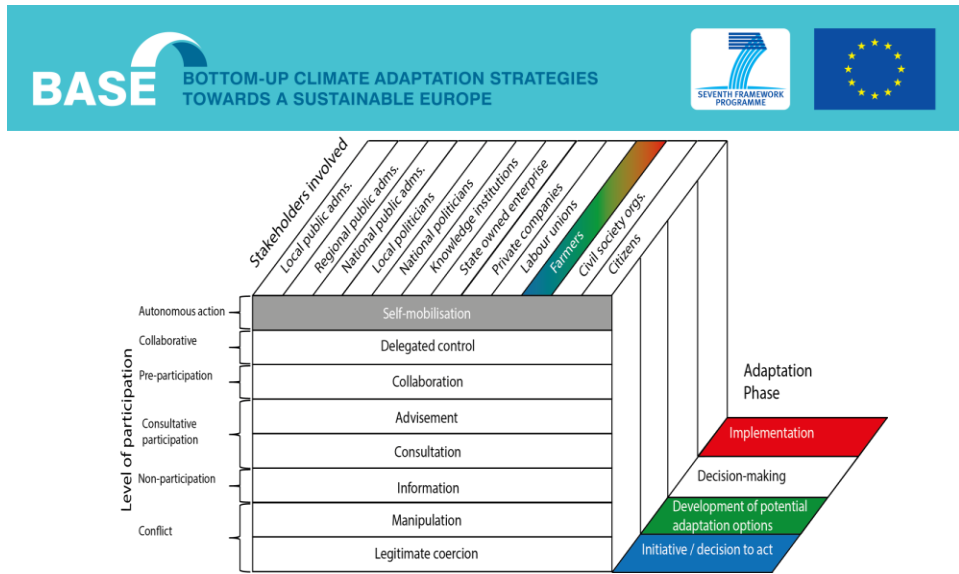 BASE
BOTTOM-UP CLIMATE ADAPTATION STRATEGIES
TOWARDS A SUSTAINABLE EUROPE
7
SEVENTH FRAMEWORK
PROGRAMME
Stakeholders involved
Local public adms.
Regional public adms.
National public adms.
Local politicians
National politicians
Knowledge institutions
State owned enterprise
Private companies
Labour unions
Farmers
Civil society orgs.
Citizens
Level of participation
Autonomous action
Self-mobilisation
Collaborative
Delegated control
Pre-participation
Collaboration
Consultative
participation
Advisement
Consultation
Non-participation
Information
Conflict
Manipulation
Legitimate coercion
Adaptation
Phase
Implementation
Decision-making
Development of potential
adaptation options
Initiative / decision to act